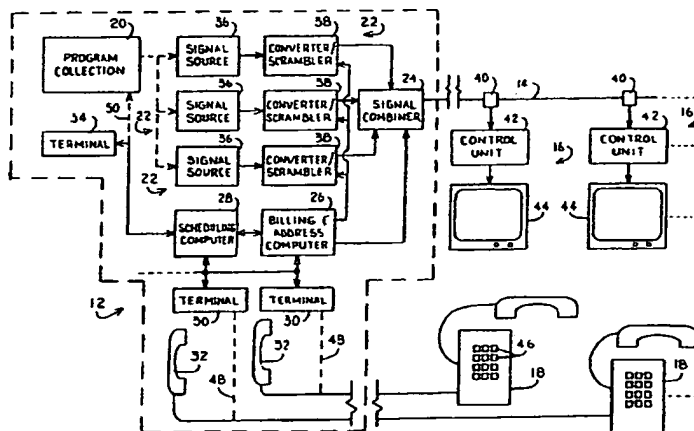 20
36
38
22
PROGRAM
COLLECTION
SIGNAL
SOURCE
CONVERTER/
SCRAMBLER
24
40
14
40
50
22
36
38
34
SIGNAL
SOURCE
CONVERTER/
SCRAMBLER
SIGNAL
COMBINER
42
42
16
TERMINAL
36
38
CONTROL
UNIT
16
CONTROL
UNIT
SIGNAL
SOURCE
CONVERTER/
SCRAMBLER
22
28
26
44
44
SCHEDULING
COMPUTER
BILLING &
ADDRESS
COMPUTER
12
TERMINAL
TERMINAL
30
30
32
48
32
48
46
18
18